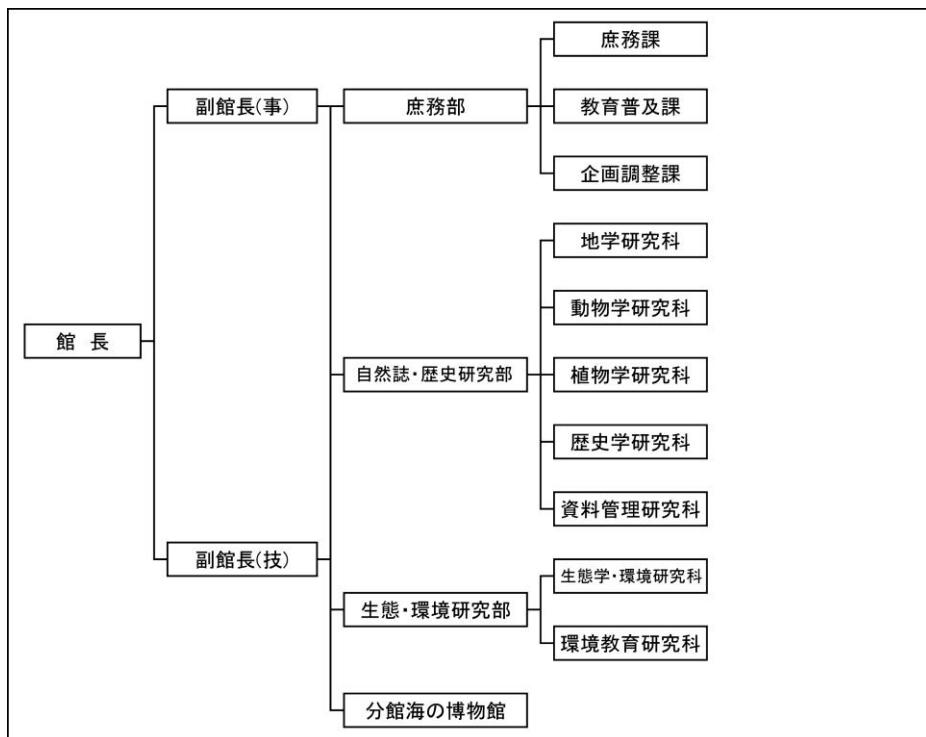 館 長
副館長(事)
副館長(技)
庶務部
自然誌・歴史研究部
生態・環境研究部
分館海の博物館
庶務課
教育普及課
企画調整課
地学研究科
動物学研究科
植物学研究科
歴史学研究科
資料管理研究科
生態学・環境研究科
環境教育研究科